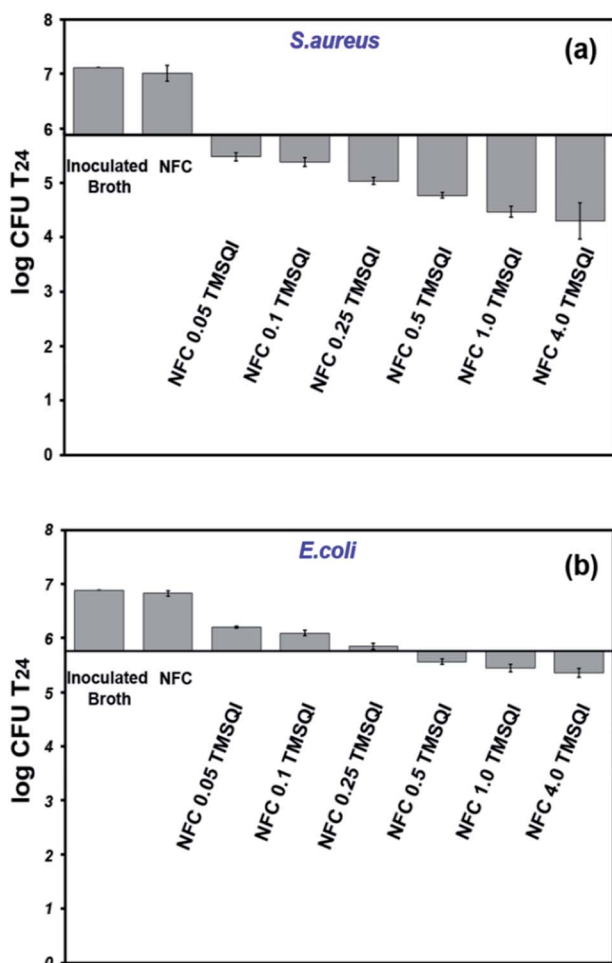 S.aureus
(a)
log CFU T24
8
7
6
5
4
3
2
1
0
Inoculated
Broth
NFC
NFC 0.05 TMSQI
NFC 0.1 TMSQI
NFC 0.25 TMSQI
NFC 0.5 TMSQI
NFC 1.0 TMSQI
NFC 4.0 TMSQI
E.coli
(b)
log CFU T24
8
7
6
5
4
3
2
1
0
Inoculated
Broth
NFC
NFC 0.05 TMSQI
NFC 0.1 TMSQI
NFC 0.25 TMSQI
NFC 0.5 TMSQI
NFC 1.0 TMSQI
NFC 4.0 TMSQI